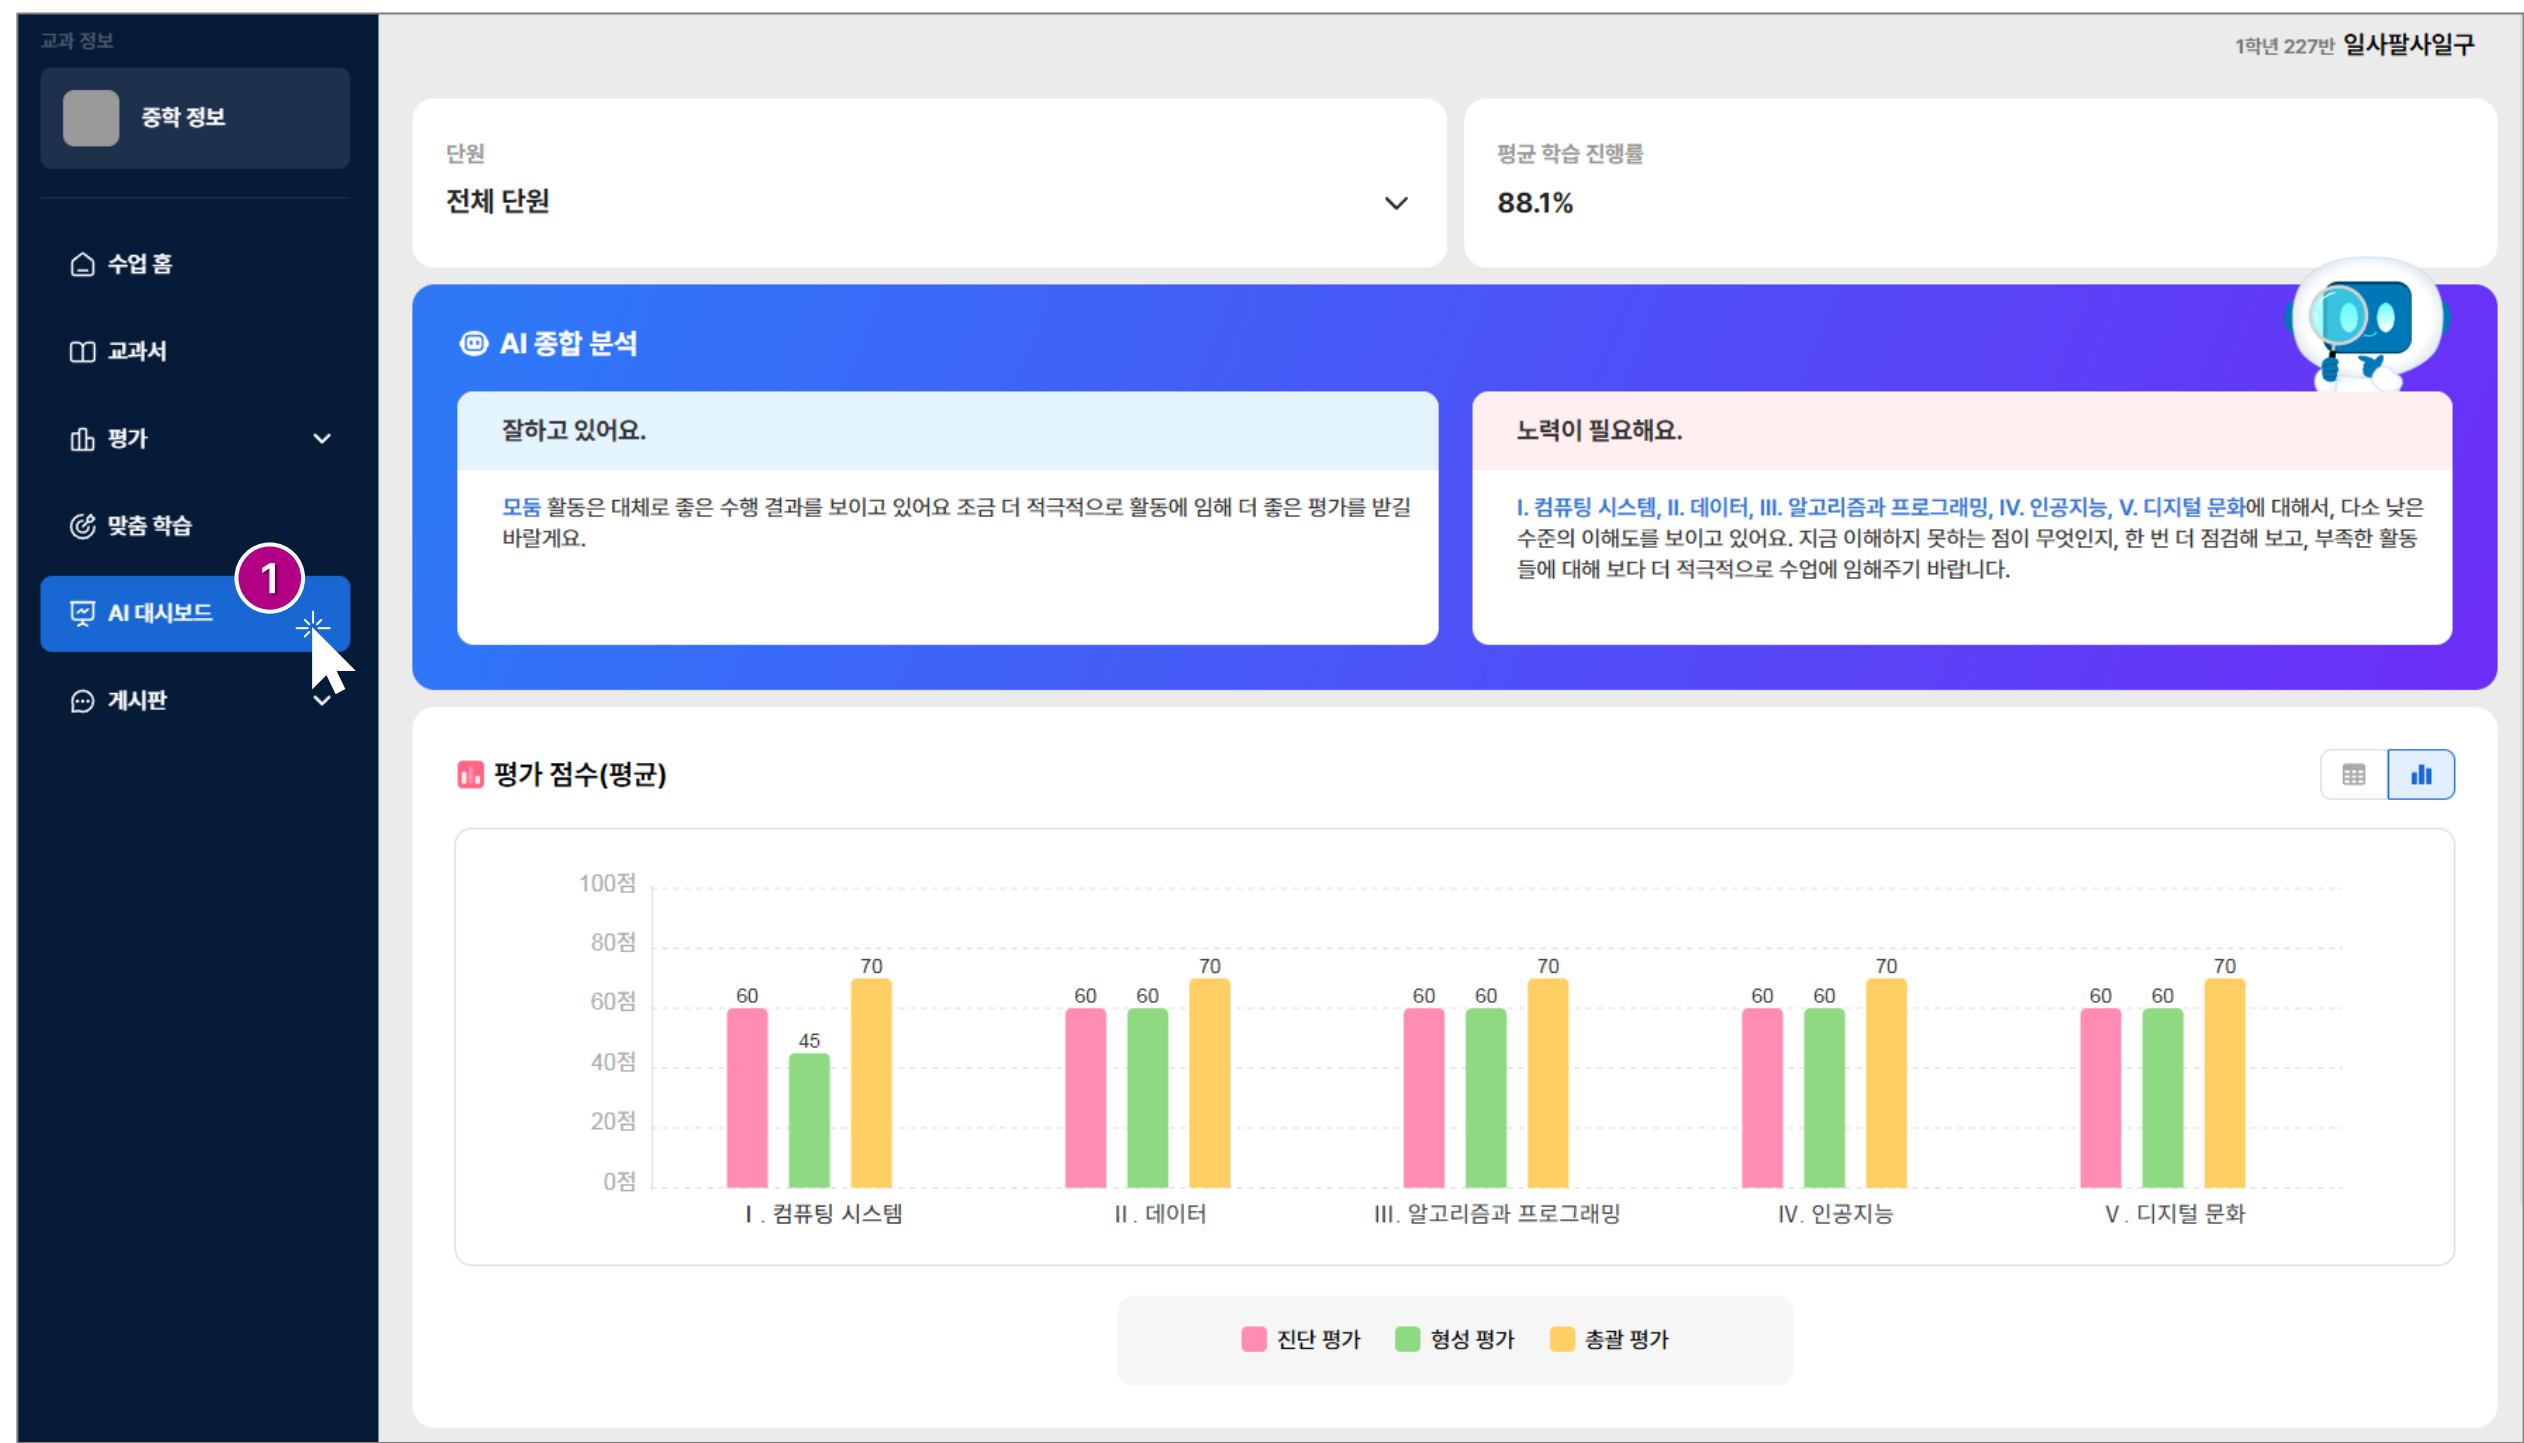 교과 정보
중학 정보
수업 홈
교과서
평가
맞춤 학습
1
AI 대시보드
게시판
1학년 227반 일사팔사일구
단원
전체 단원
평균 학습 진행률
88.1%
AI 종합 분석
잘하고 있어요.
모둠 활동은 대체로 좋은 수행 결과를 보이고 있어요 조금 더 적극적으로 활동에 임해 더 좋은 평가를 받길
바랄게요.
노력이 필요해요.
I. 컴퓨팅 시스템, II. 데이터, III. 알고리즘과 프로그래밍, IV. 인공지능, V. 디지털 문화에 대해서, 다소 낮은
수준의 이해도를 보이고 있어요. 지금 이해하지 못하는 점이 무엇인지, 한 번 더 점검해 보고, 부족한 활동
들에 대해 보다 더 적극적으로 수업에 임해주기 바랍니다.
평가 점수(평균)
100점
80점
60점
40점
20점
0점
60 45 70
60 60 70
60 60 70
60 60 70
60 60 70
Ⅰ. 컴퓨팅 시스템
II. 데이터
III. 알고리즘과 프로그래밍
IV. 인공지능
V. 디지털 문화
진단 평가 형성 평가 총괄 평가